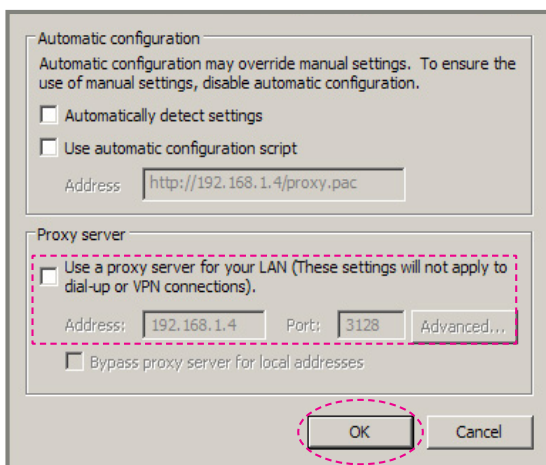 Automatic configuration
Automatic configuration may override manual settings. To ensure the
use of manual settings, disable automatic configuration.
Automatically detect settings
Use automatic configuration script
Address http://192.168.1.4/proxy.pac
Proxy server
Use a proxy server for your LAN (These settings will not apply to
dial-up or VPN connections).
Address: 192.168.1.4 Port: 3128 Advanced...
Bypass proxy server for local addresses
OK Cancel